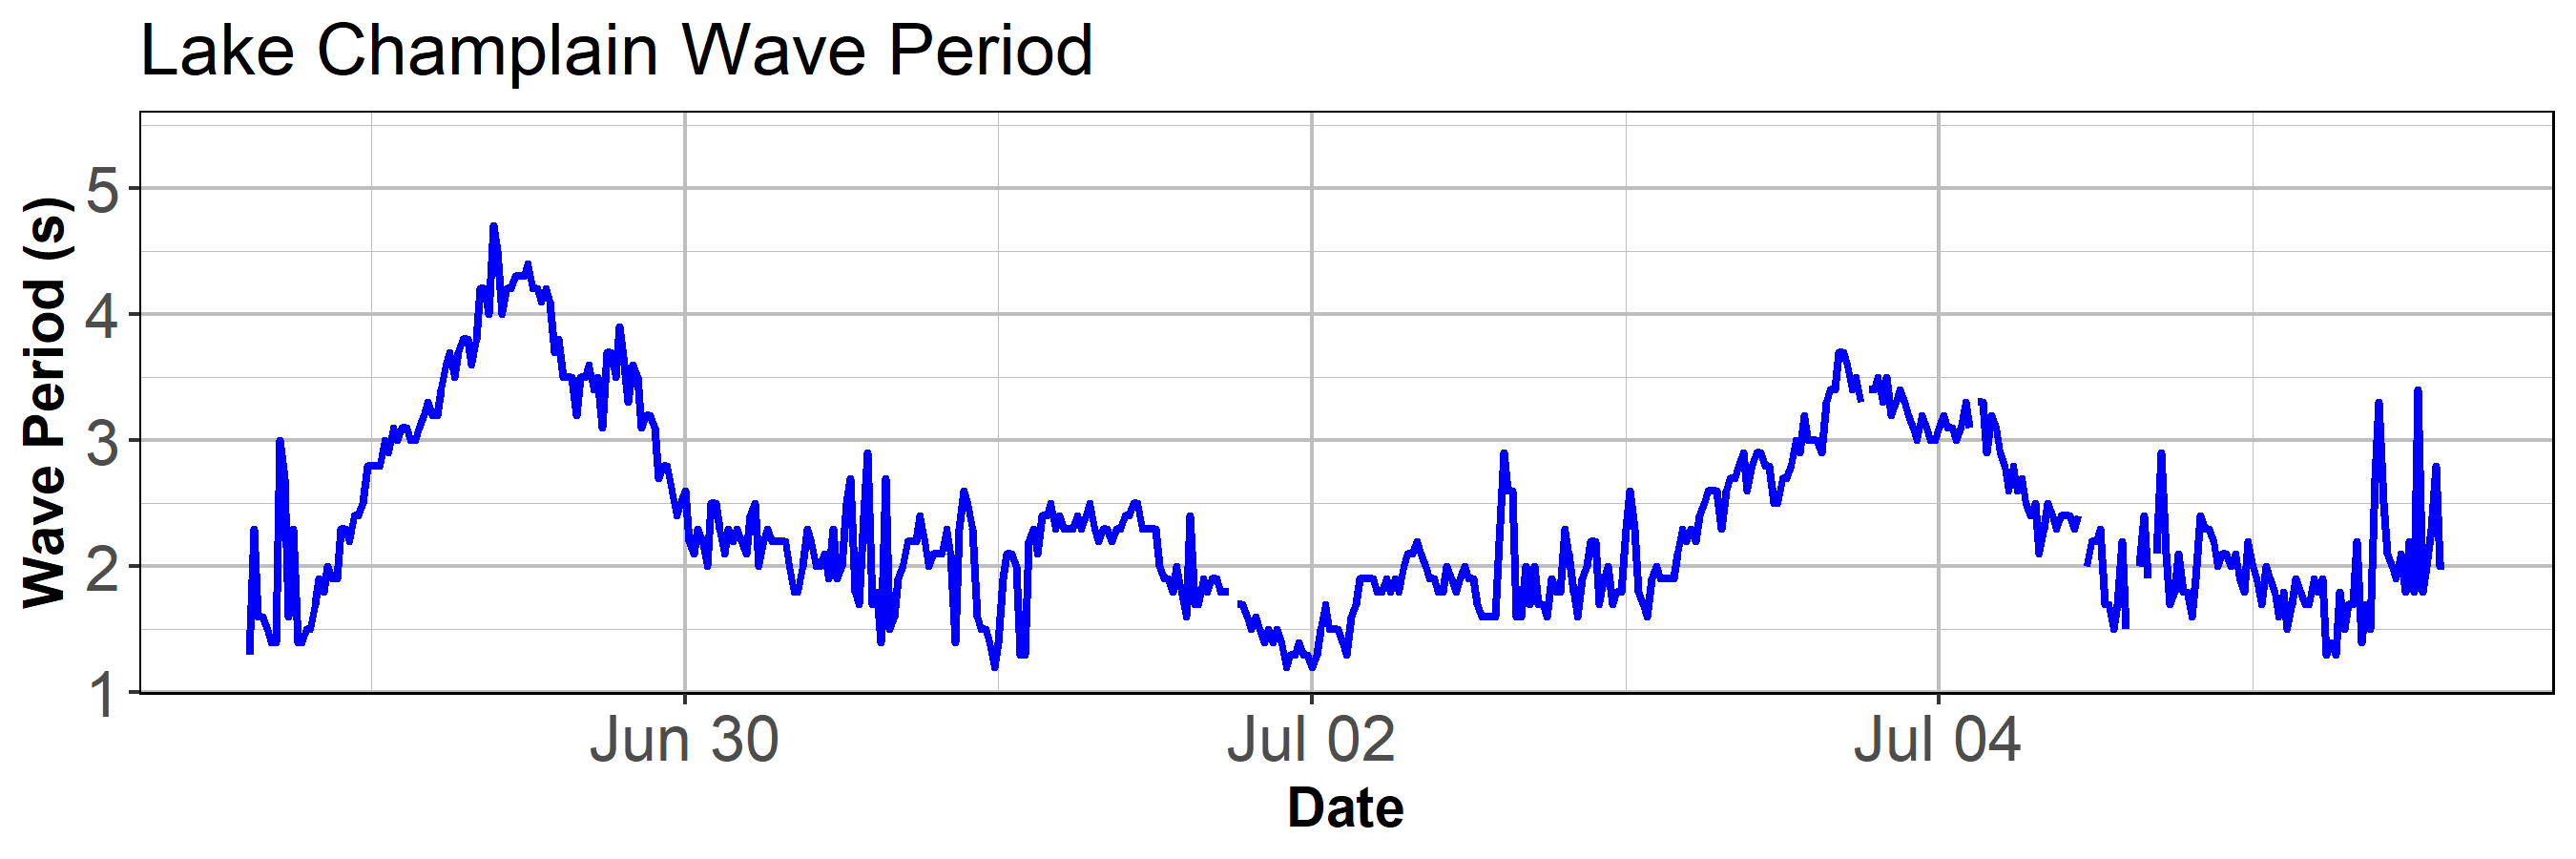 Lake Champlain Wave Period
Wave Period (s)
5
4
3
2
1
Jun 30
Jul 02
Jul 04
Date